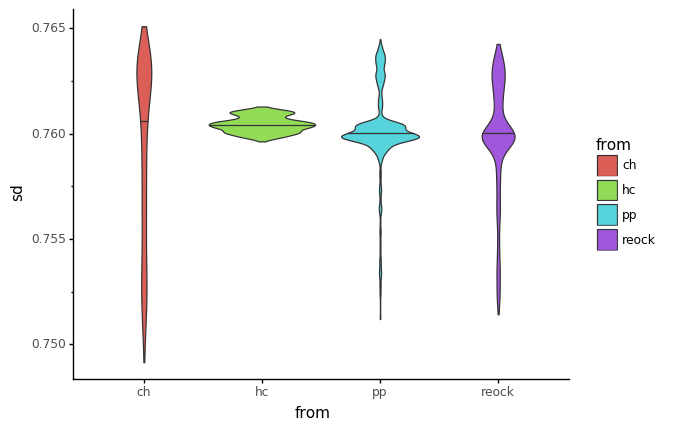 0.765
0.760
0.755
0.750
sd
ch hc pp reock
from
from
ch
hc
pp
reock